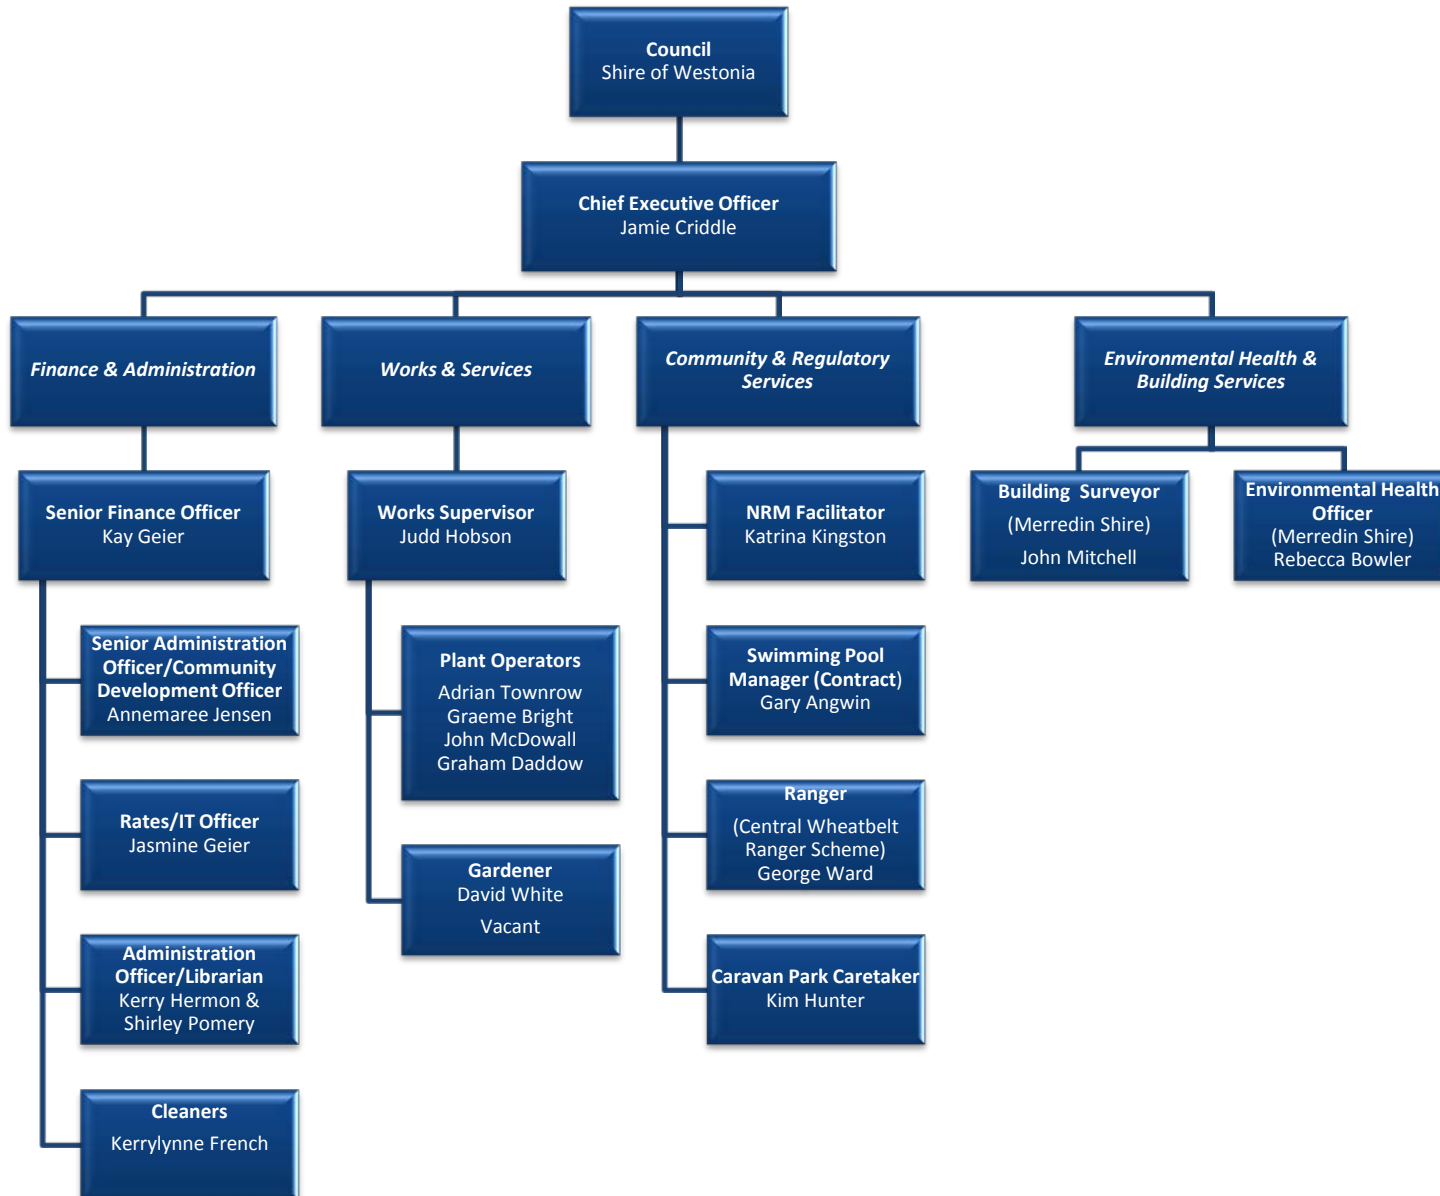 Council
Shire of Westonia
Chief Executive Officer
Jamie Criddle
Finance & Administration
Works & Services
Community & Regulatory
Services
Environmental Health &
Building Services
Senior Finance Officer
Kay Geier
Works Supervisor
Judd Hobson
NRM Facilitator
Katrina Kingston
Building Surveyor
(Merredin Shire)
John Mitchell
Environmental Health
Officer
(Merredin Shire)
Rebecca Bowler
Senior Administration
Officer/Community
Development Officer
Annemaree Jensen
Plant Operators
Adrian Townrow
Graeme Bright
John McDowall
Graham Daddow
Swimming Pool
Manager (Contract)
Gary Angwin
Rates/IT Officer
Jasmine Geier
Gardener
David White
Vacant
Ranger
(Central Wheatbelt
Ranger Scheme)
George Ward
Administration
Officer/Librarian
Kerry Hermon &
Shirley Pomery
Caravan Park Caretaker
Kim Hunter
Cleaners
Kerrylynne French